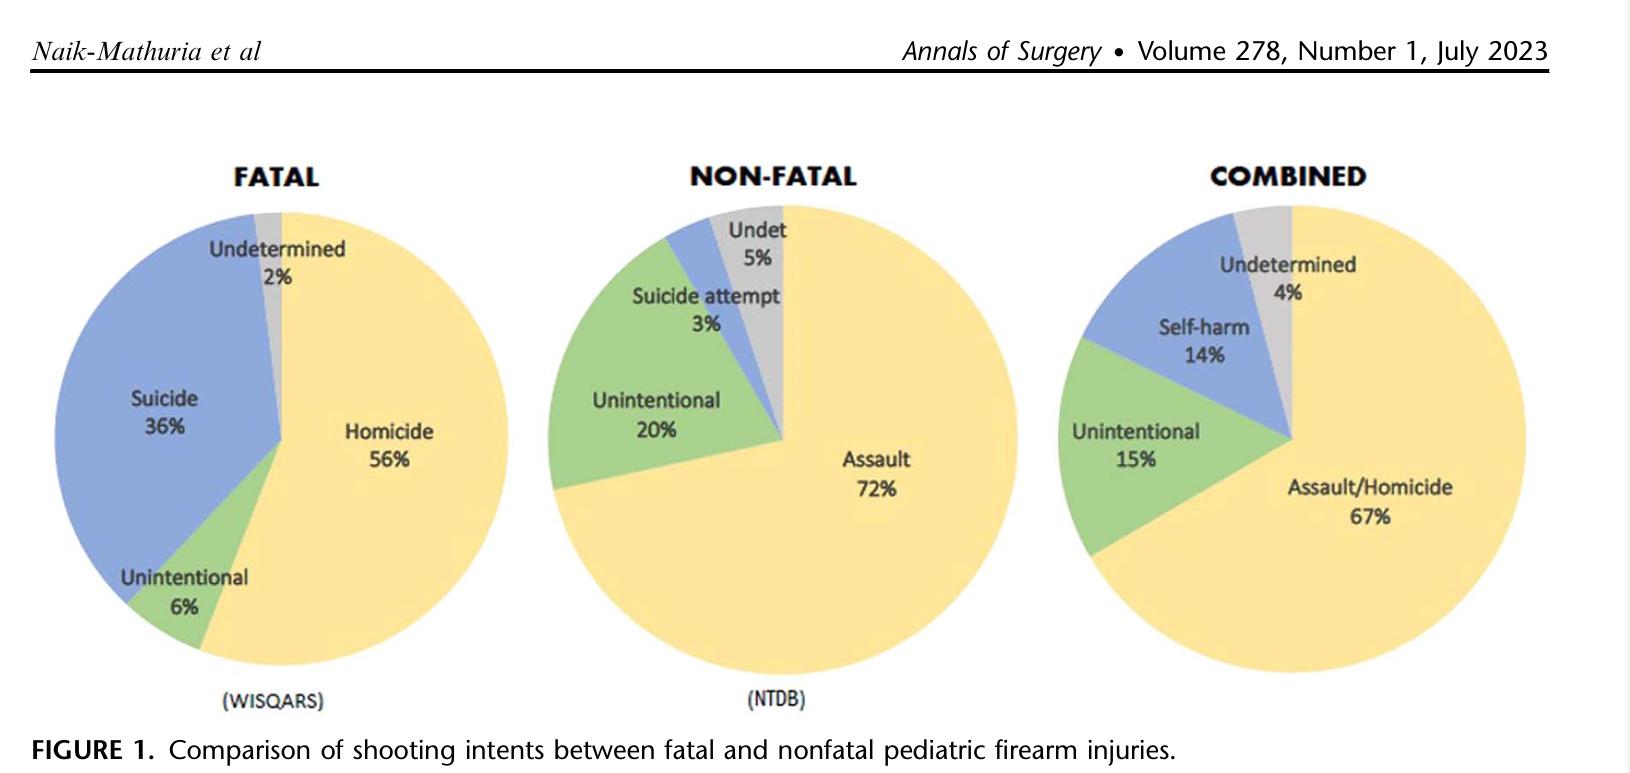 Naik-Mathuria et al
Annals of Surgery • Volume 278, Number 1, July 2023
FATAL
Undetermined
2%
Suicide
36%
Homicide
56%
Unintentional
6%
(WISQARS)
NON-FATAL
Undet
5%
Suicide attempt
3%
Unintentional
20%
Assault
72%
(NTDB)
COMBINED
Undetermined
4%
Self-harm
14%
Unintentional
15%
Assault/Homicide
67%
FIGURE 1. Comparison of shooting intents between fatal and nonfatal pediatric firearm injuries.